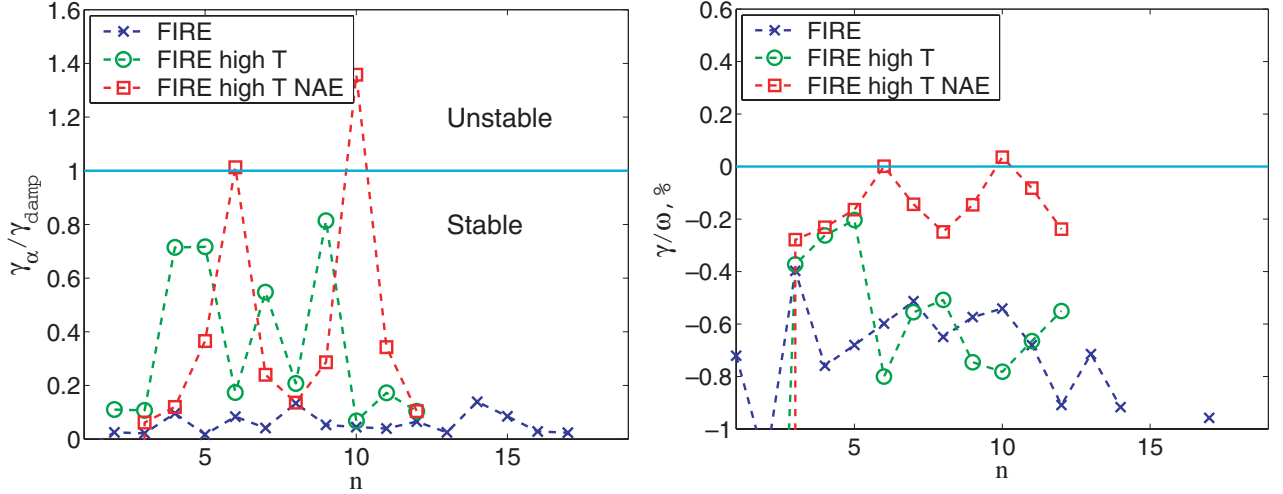 FIRE
FIRE high T
FIRE high T NAE
Unstable
Stable
γα/γdamp
1.6
1.4
1.2
1
0.8
0.6
0.4
0.2
0
5
10
15
n
FIRE
FIRE high T
FIRE high T NAE
γ/ω, %
0.6
0.4
0.2
0
−0.2
−0.4
−0.6
−0.8
−1
5
10
15
n